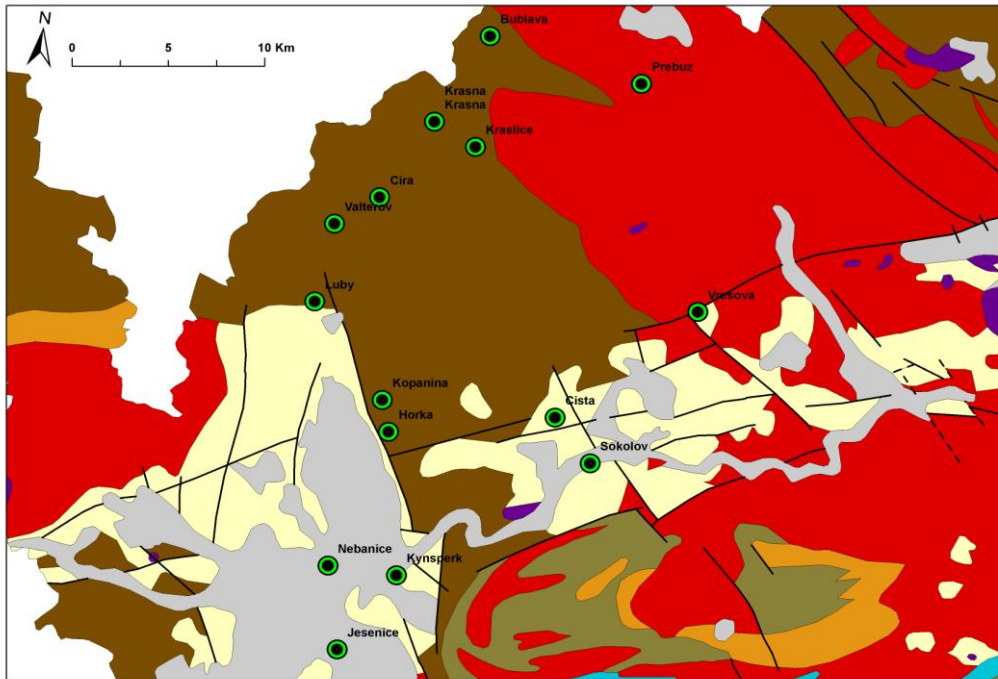 N
0 5 10 Km
Bublava
Prebuz
Krasna
Krasna
Kraslice
Cira
Valterov
Luby
Vresova
Kopanina
Cista
Horka
Sokolov
Nebanice
Kynsperk
Jesenice